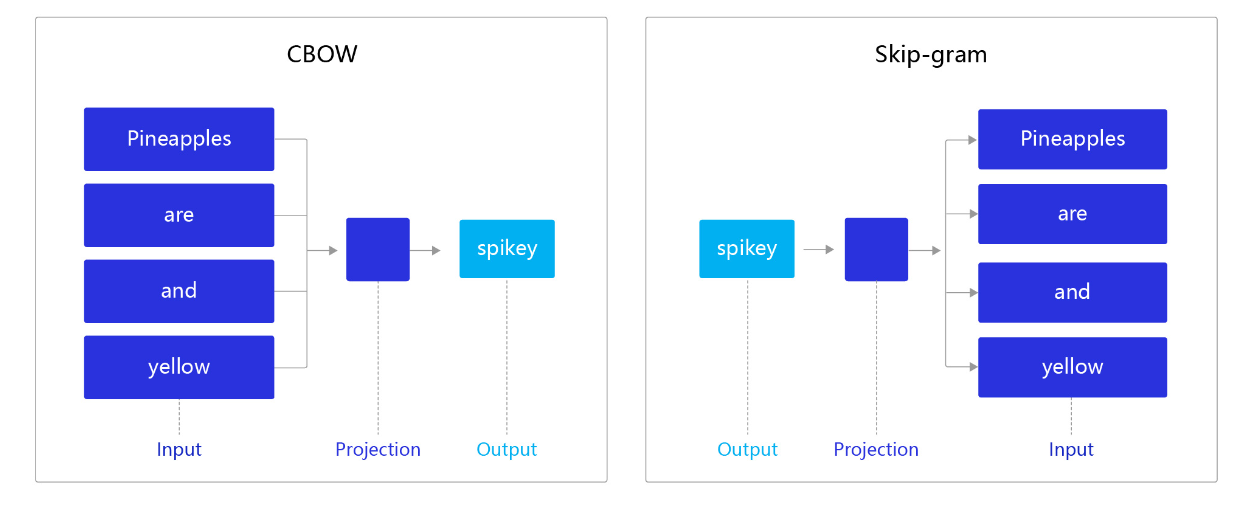 CBOW
Pineapples
are
and
yellow
spikey
Input
Projection
Output
Skip-gram
spikey
Pineapples
are
and
yellow
Output
Projection
Input